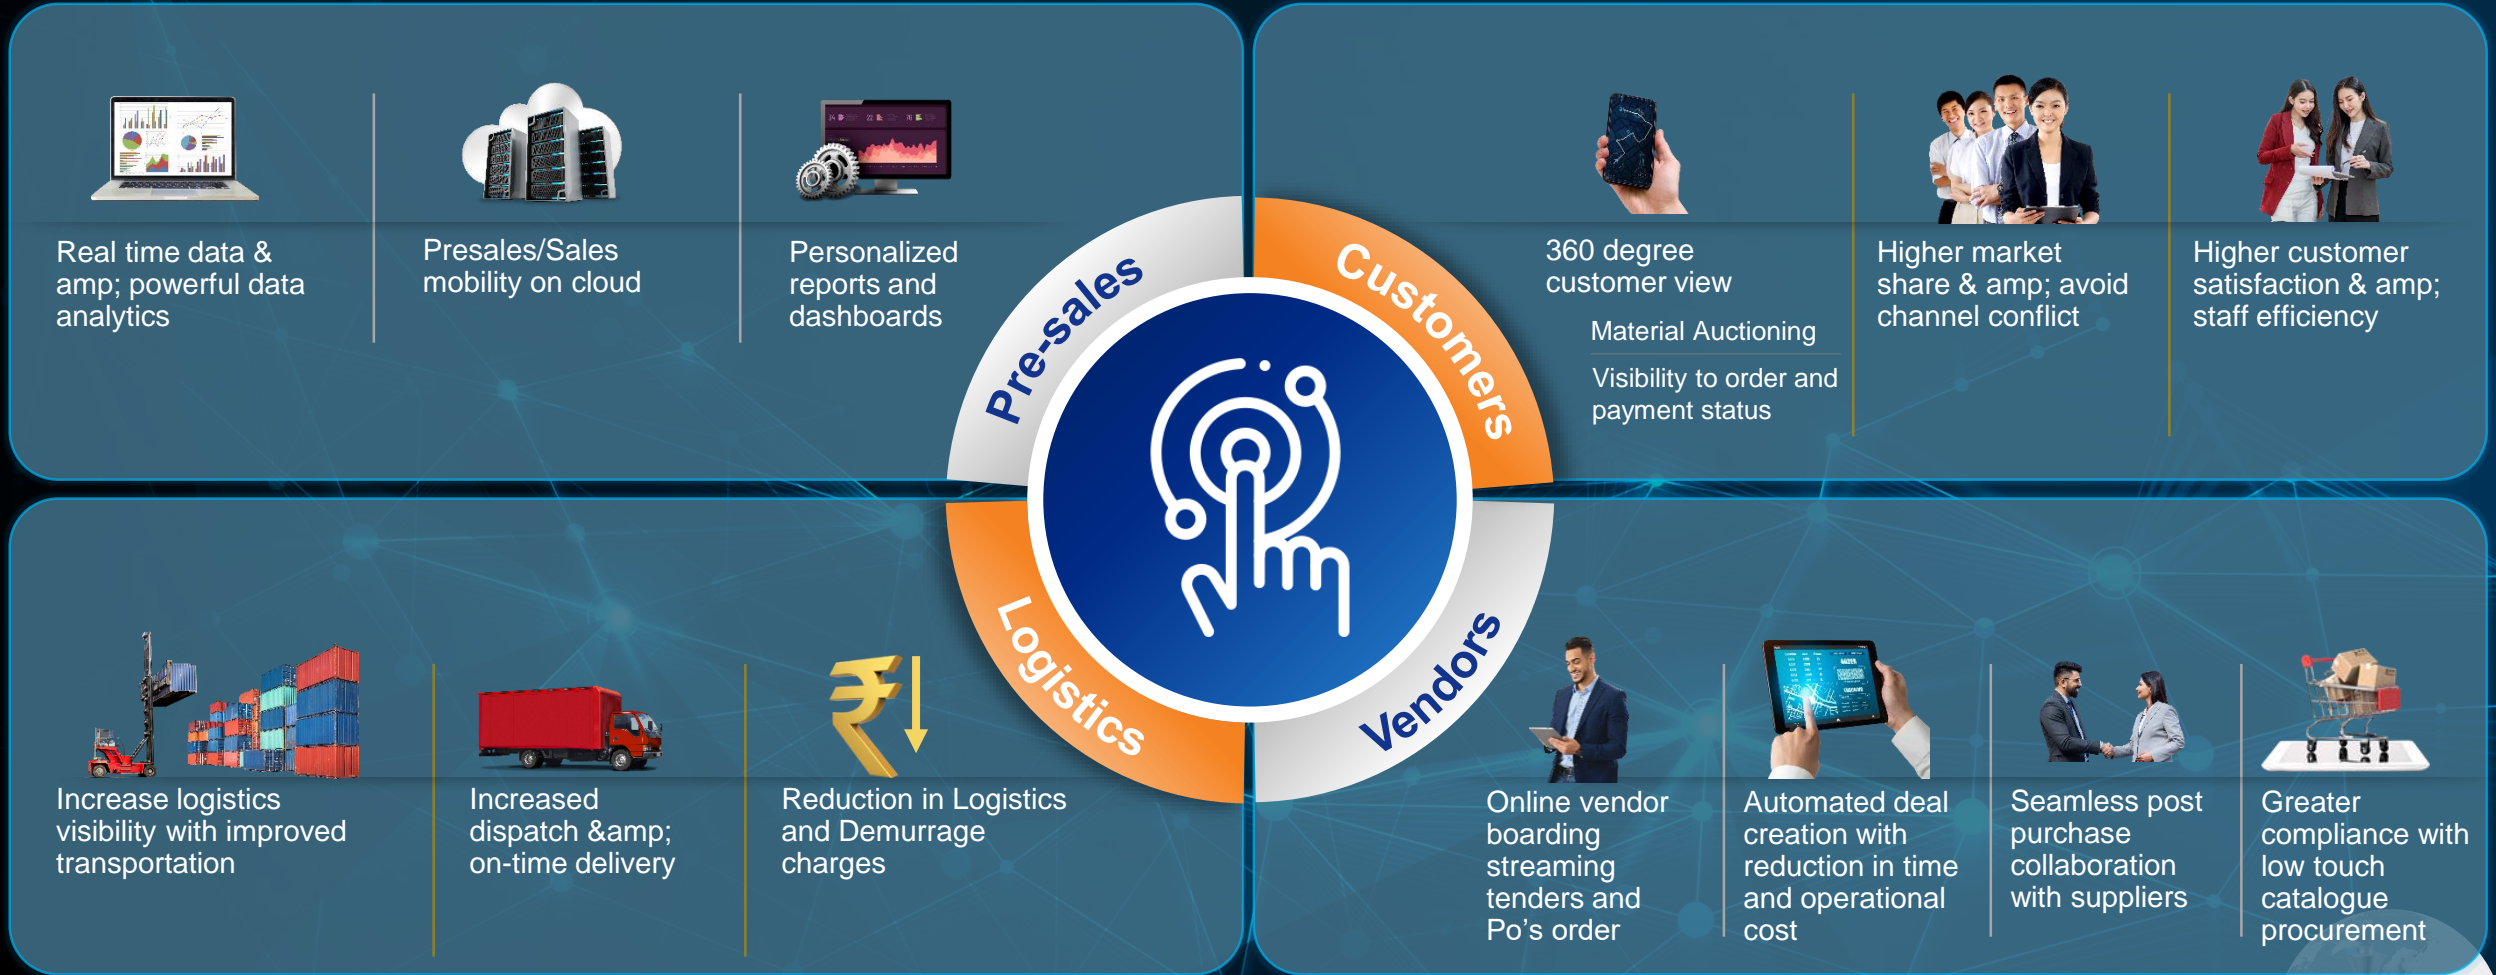 Real time data &
amp; powerful data
analytics
Presales/Sales
mobility on cloud
Personalized
reports and
dashboards
Pre-sales
Customers
360 degree
customer view
Material Auctioning
Visibility to order and
payment status
Higher market
share & amp; avoid
channel conflict
Higher customer
satisfaction & amp;
staff efficiency
Increase logistics
visibility with improved
transportation
Increased
dispatch &amp;
on-time delivery
Reduction in Logistics
and Demurrage
charges
Logistics
Vendors
Online vendor
boarding
streaming
tenders and
Po’s order
Automated deal
creation with
reduction in time
and operational
cost
Seamless post
purchase
collaboration
with suppliers
Greater
compliance with
low touch
catalogue
procurement